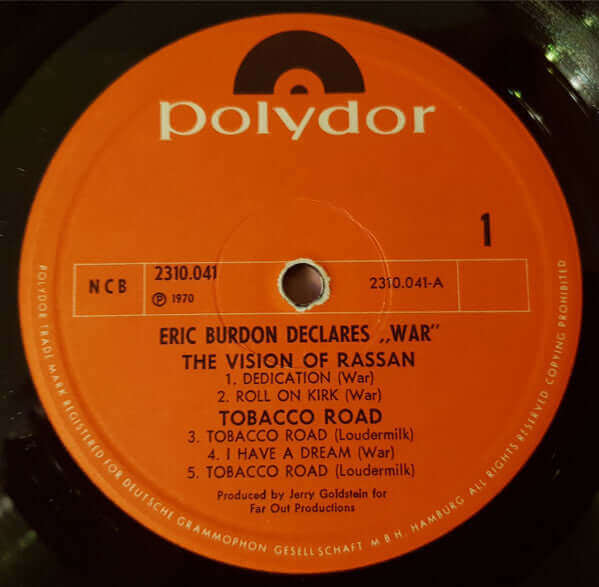 polydor
1
NCB
2310.041
℗ 1970
2310.041-A
ERIC BURDON DECLARES ,,WAR"
THE VISION OF RASSAN
1. DEDICATION (War)
2. ROLL ON KIRK (War)
TOBACCO ROAD
3. TOBACCO ROAD (Loudermilk)
4. I HAVE A DREAM (War)
5. TOBACCO ROAD (Loudermilk)
Produced by Jerry Goldstein for
Far Out Productions
POLYDOR TRADE MARK REGISTERED FOR DEUTSCHE GRAMMOPHON GESELLSCHAFT M B H. HAMBURG ALL RIGHTS RESERVED COPYING PROHIBITED